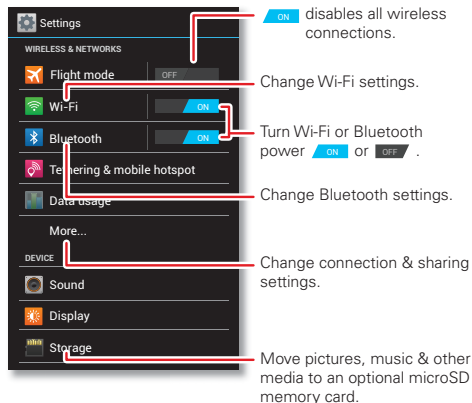 Settings
WIRELESS & NETWORKS
Flight mode OFF
Wi-Fi ON
Bluetooth ON
Tethering & mobile hotspot
Data usage
More...
DEVICE
Sound
Display
Storage
ON disables all wireless
connections.
Change Wi-Fi settings.
Turn Wi-Fi or Bluetooth
power ON or OFF .
Change Bluetooth settings.
Change connection & sharing
settings.
Move pictures, music & other
media to an optional microSD
memory card.